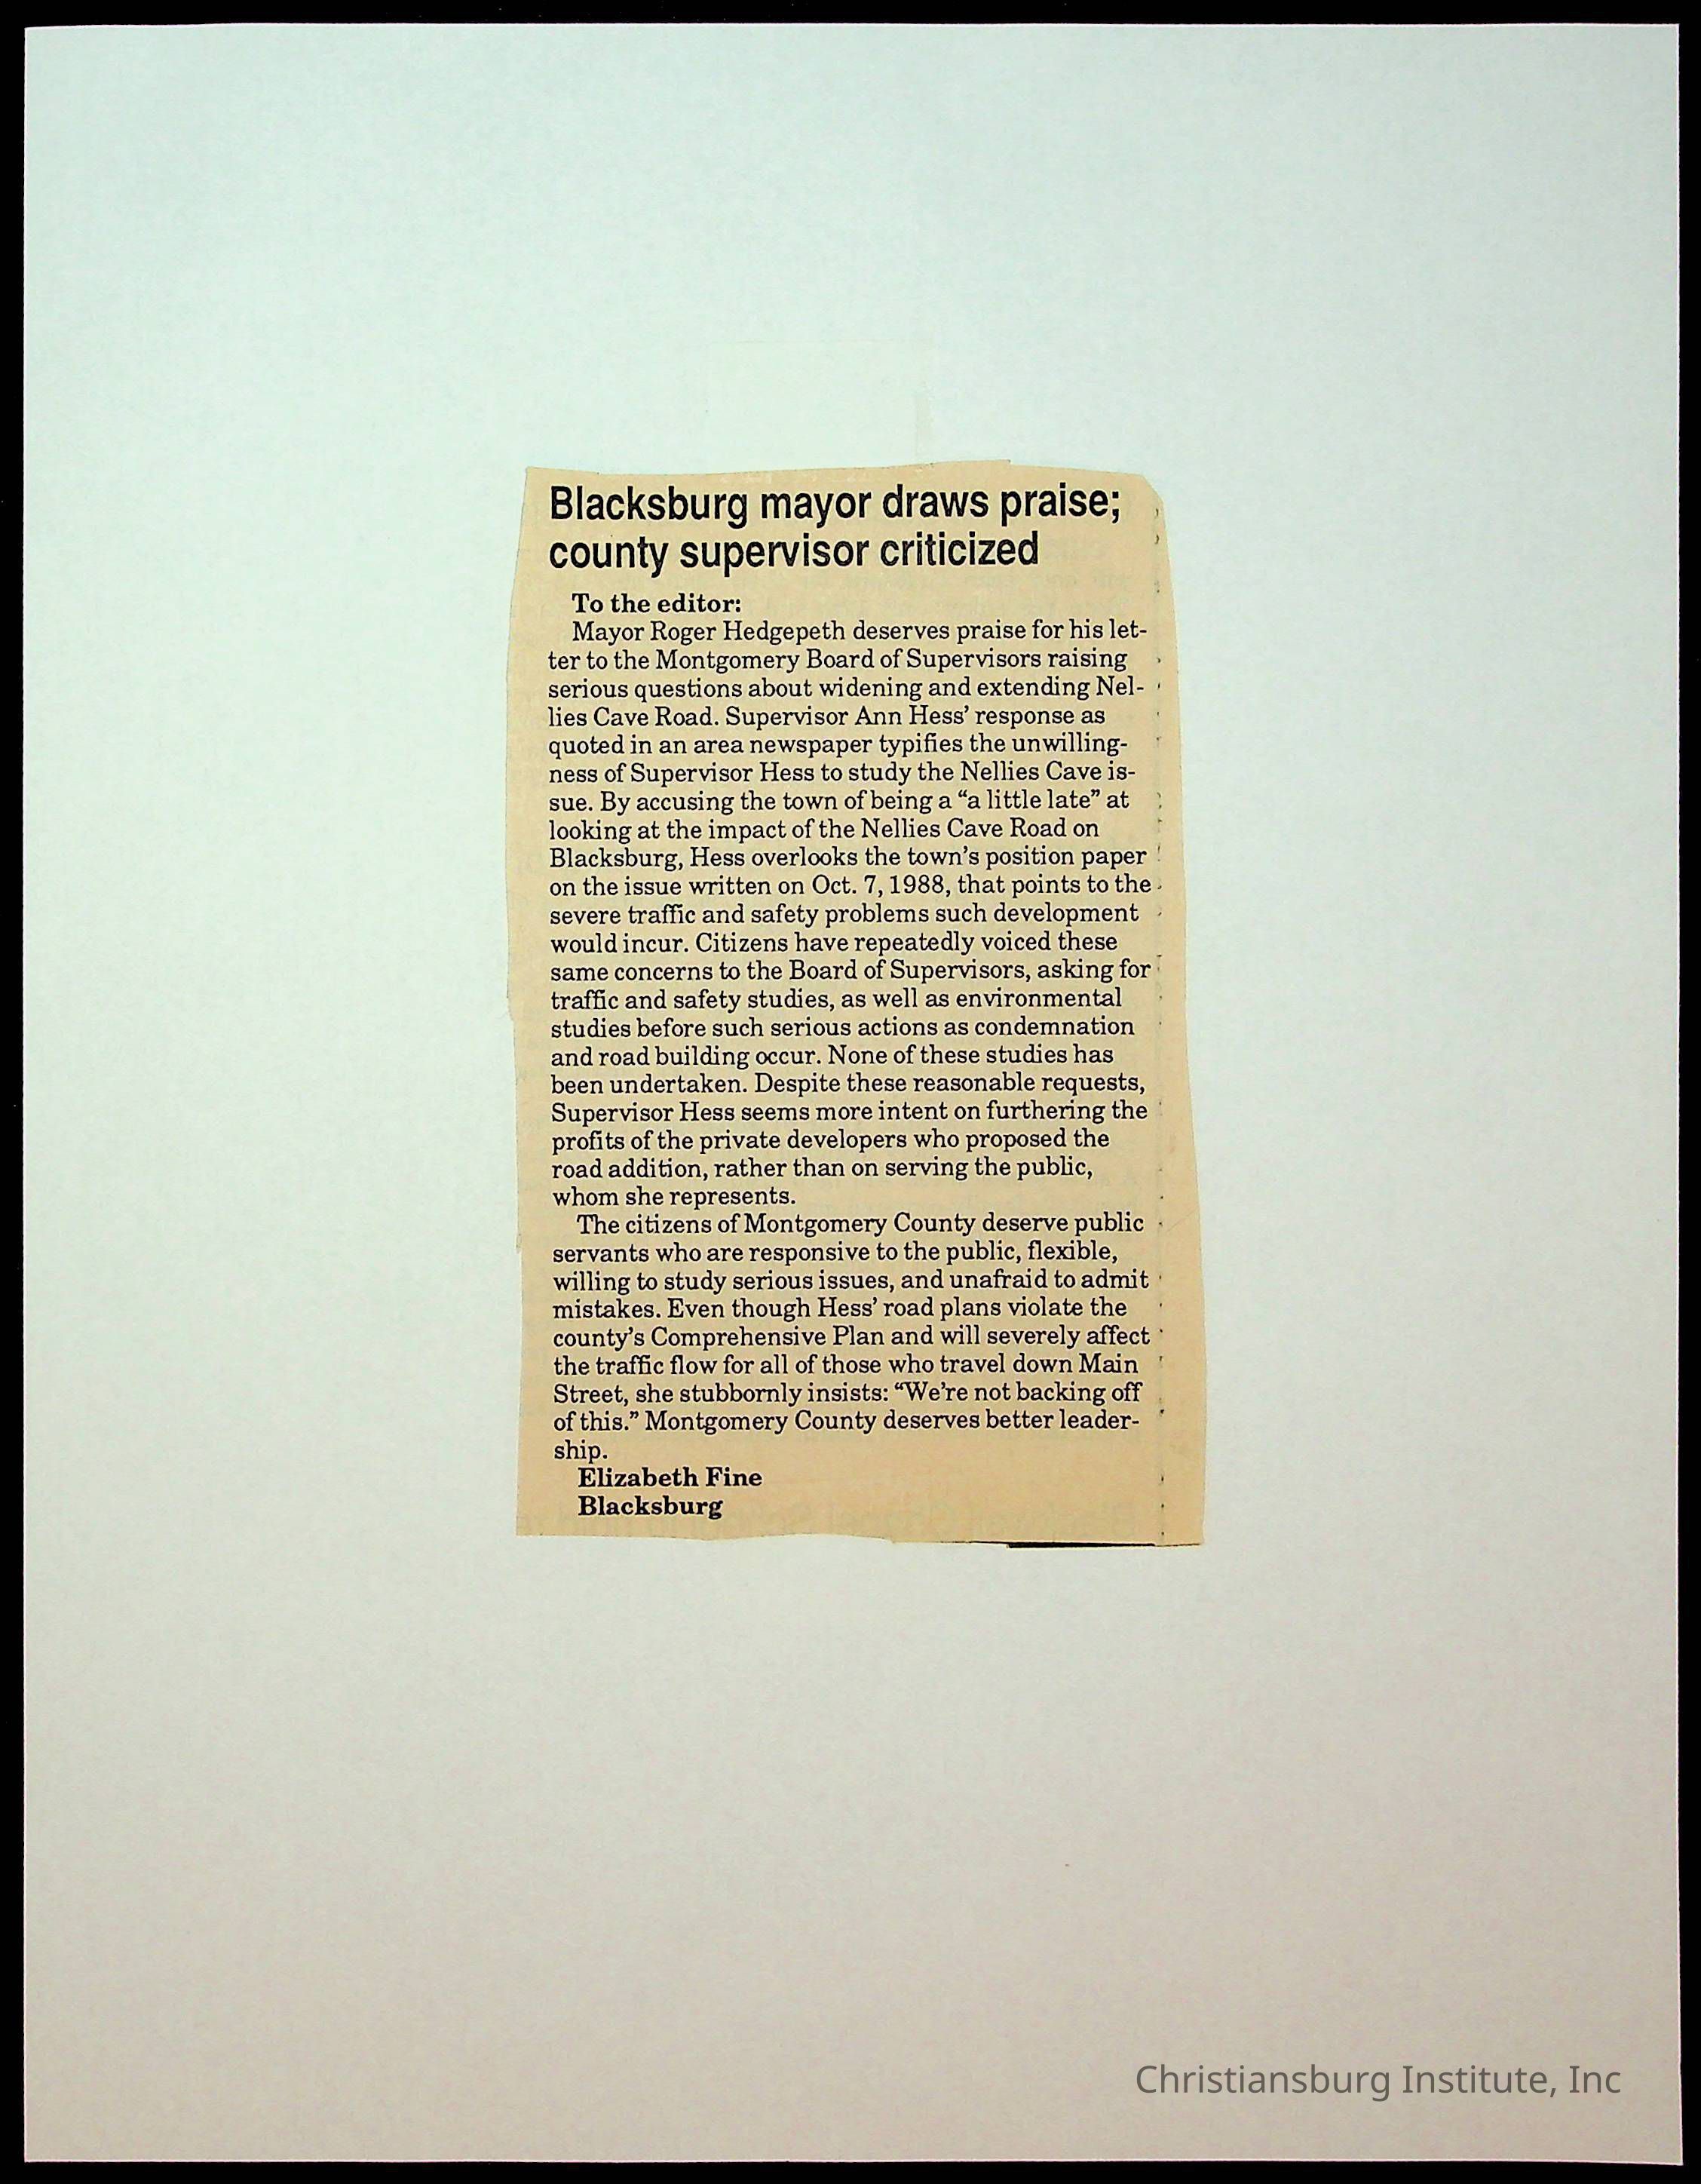 Blacksburg mayor draws praise;
county supervisor criticized
To the editor:
Mayor Roger Hedgepeth deserves praise for his let-
ter to the Montgomery Board of Supervisors raising
serious questions about widening and extending Nel-
lies Cave Road. Supervisor Ann Hess' response as
quoted in an area newspaper typifies the unwilling-
ness of Supervisor Hess to study the Nellies Cave is-
sue. By accusing the town of being a “a little late” at
looking at the impact of the Nellies Cave Road on
Blacksburg, Hess overlooks the town's position paper
on the issue written on Oct. 7, 1988, that points to the
severe traffic and safety problems such development
would incur. Citizens have repeatedly voiced these
same concerns to the Board of Supervisors, asking for
traffic and safety studies, as well as environmental
studies before such serious actions as condemnation
and road building occur. None of these studies has
been undertaken. Despite these reasonable requests,
Supervisor Hess seems more intent on furthering the
profits of the private developers who proposed the
road addition, rather than on serving the public,
whom she represents.
The citizens of Montgomery County deserve public
servants who are responsive to the public, flexible,
willing to study serious issues, and unafraid to admit
mistakes. Even though Hess' road plans violate the
county's Comprehensive Plan and will severely affect
the traffic flow for all of those who travel down Main
Street, she stubbornly insists: “We're not backing off
of this.” Montgomery County deserves better leader-
ship.
Elizabeth Fine
Blacksburg
Christiansburg Institute, Inc